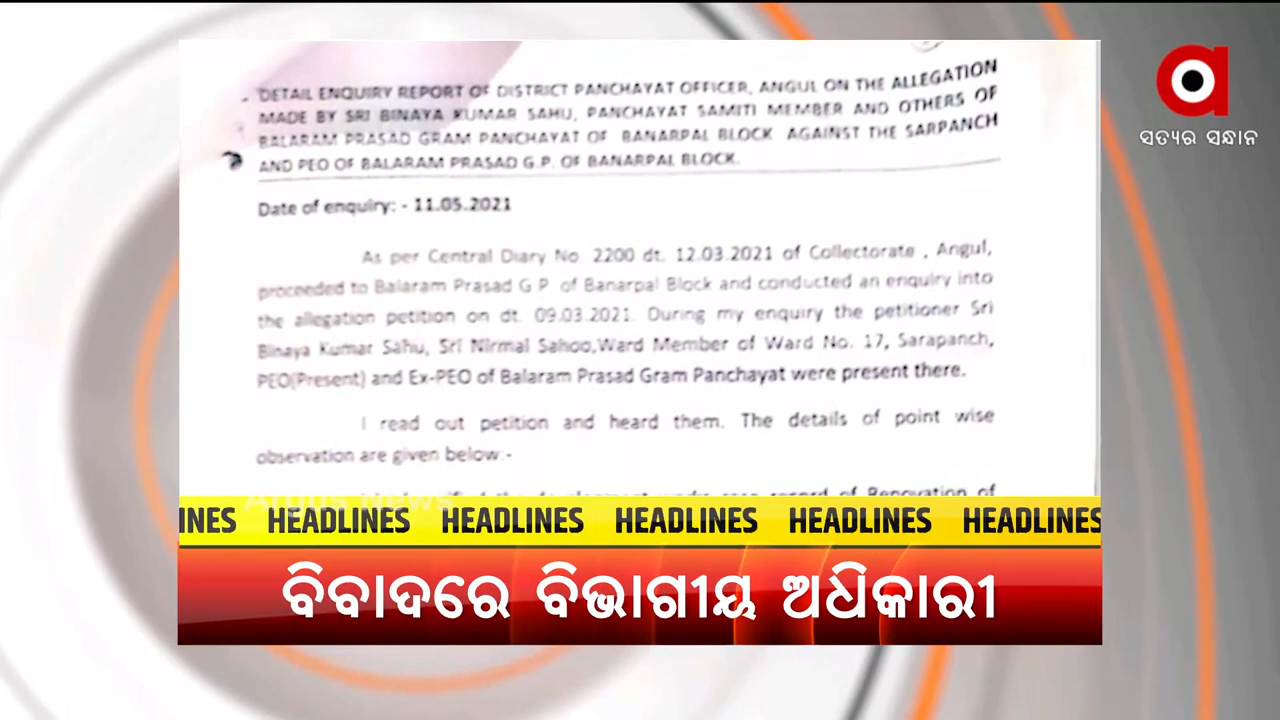 DETAIL ENQUIRY REPORT OF DISTRICT PANCHAYAT OFFICER, ANGUL ON THE ALLEGATION
MADE BY SRI BINAYA KUMAR SAHU, PANCHAYAT SAMITI MEMBER AND OTHERS OF
BALARAM PRASAD GRAM PANCHAYAT OF BANARPAL BLOCK AGAINST THE SARPANCH
AND PEO OF BALARAM PRASAD G.P. OF BANARPAL BLOCK.
Date of enquiry: - 11.05.2021
As per Central Diary No. 2200 dt. 12.03.2021 of Collectorate , Angul,
proceeded to Balaram Prasad G.P. of Banarpal Block and conducted an enquiry into
the allegation petition on dt. 09.03.2021. During my enquiry the petitioner Sri
Binaya Kumar Sahu, Sri Nirmal Sahoo,Ward Member of Ward No. 17, Sarapanch,
PEO(Present) and Ex-PEO of Balaram Prasad Gram Panchayat were present there.
I read out petition and heard them. The details of point wise
observation are given below:-
record of Renovation of
Argus News
INES HEADLINES HEADLINES HEADLINES HEADLINES HEADLINES
ବିବାଦରେ ବିଭାଗୀୟ ଅଧିକାରୀ
a
ସତ୍ୟର ସନ୍ଧାନ